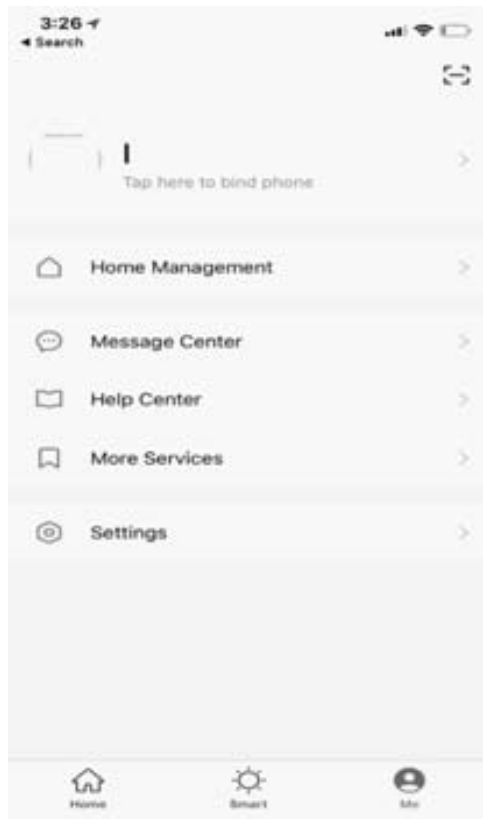 3:26
Search
I
Tap here to bind phone
Home Management
Message Center
Help Center
More Services
Settings
Home
Smart
Me